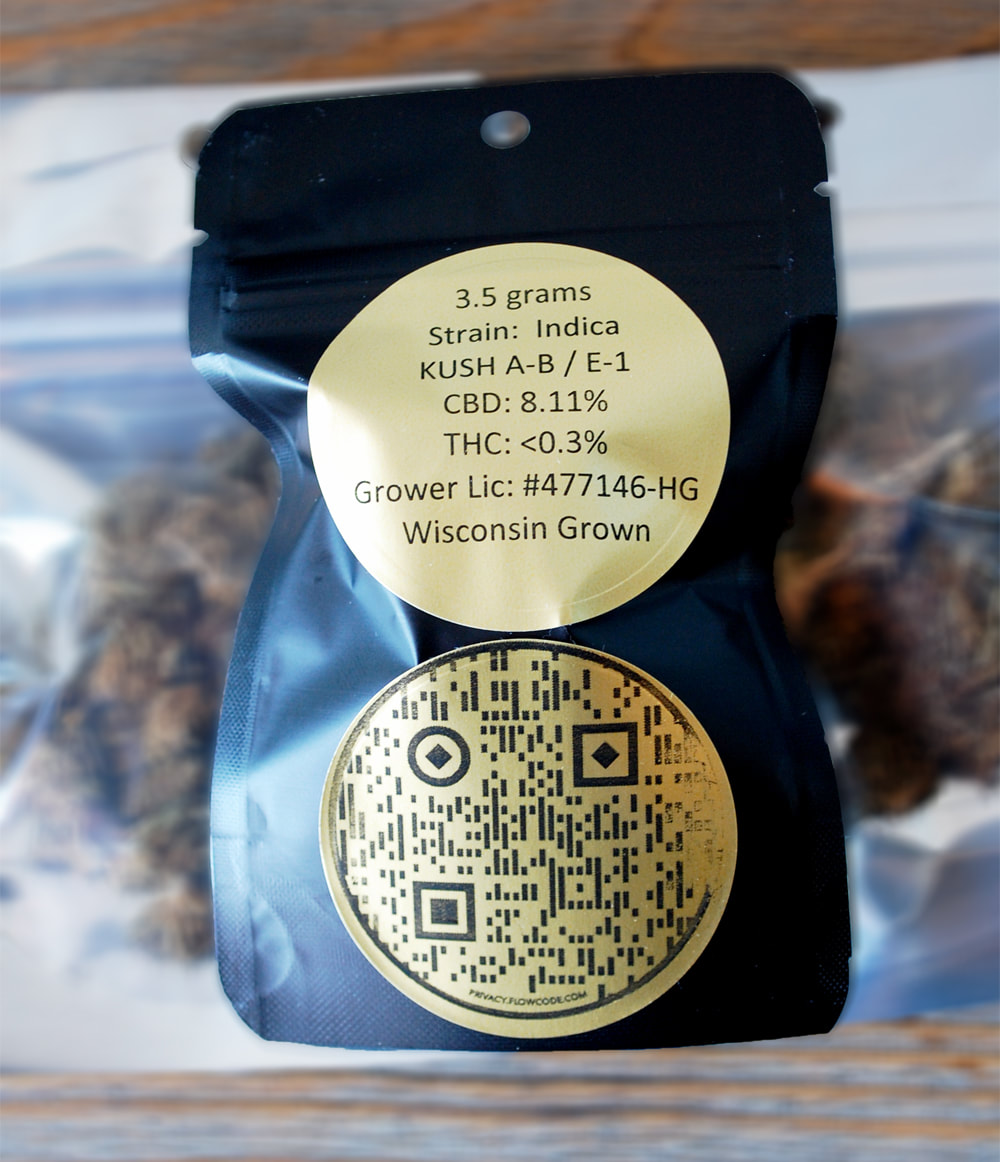 3.5 grams
Strain: Indica
KUSH A-B / E-1
CBD: 8.11%
THC: <0.3%
Grower Lic: #477146-HG
Wisconsin Grown
PRIVACY.FLOWCODE.COM